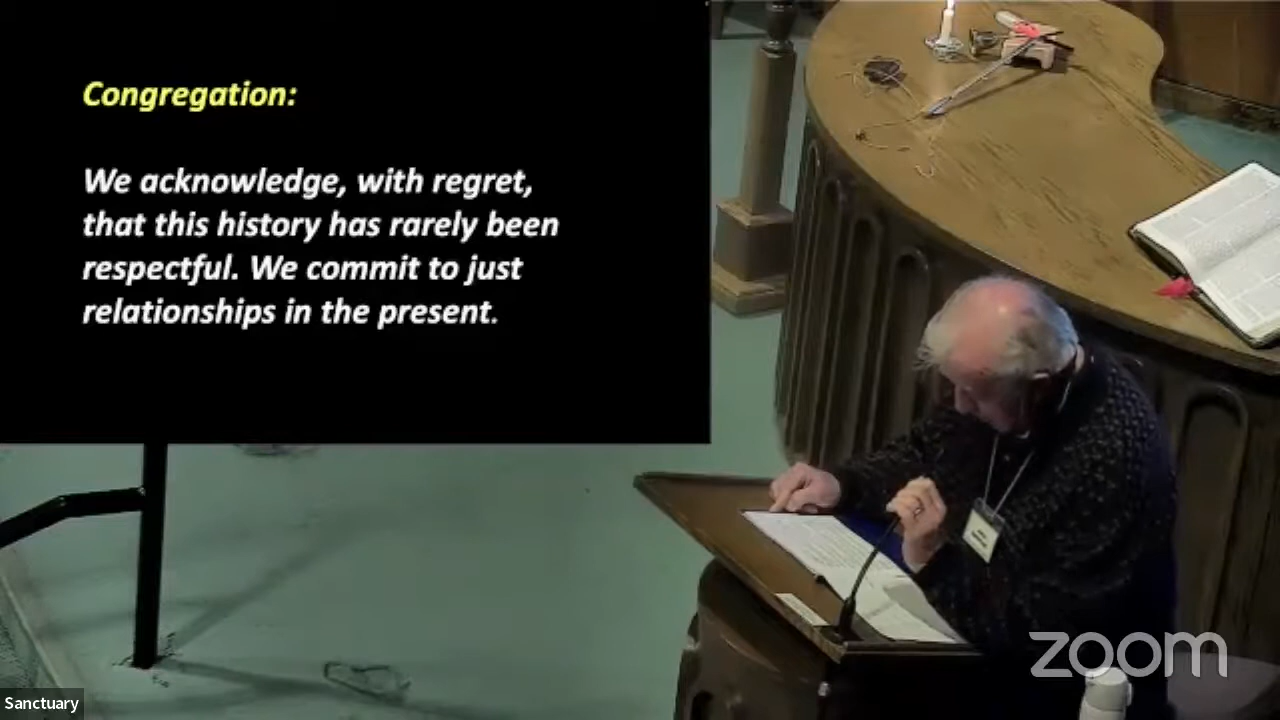 Congregation:
We acknowledge, with regret,
that this history has rarely been
respectful. We commit to just
relationships in the present.
zoom
Sanctuary